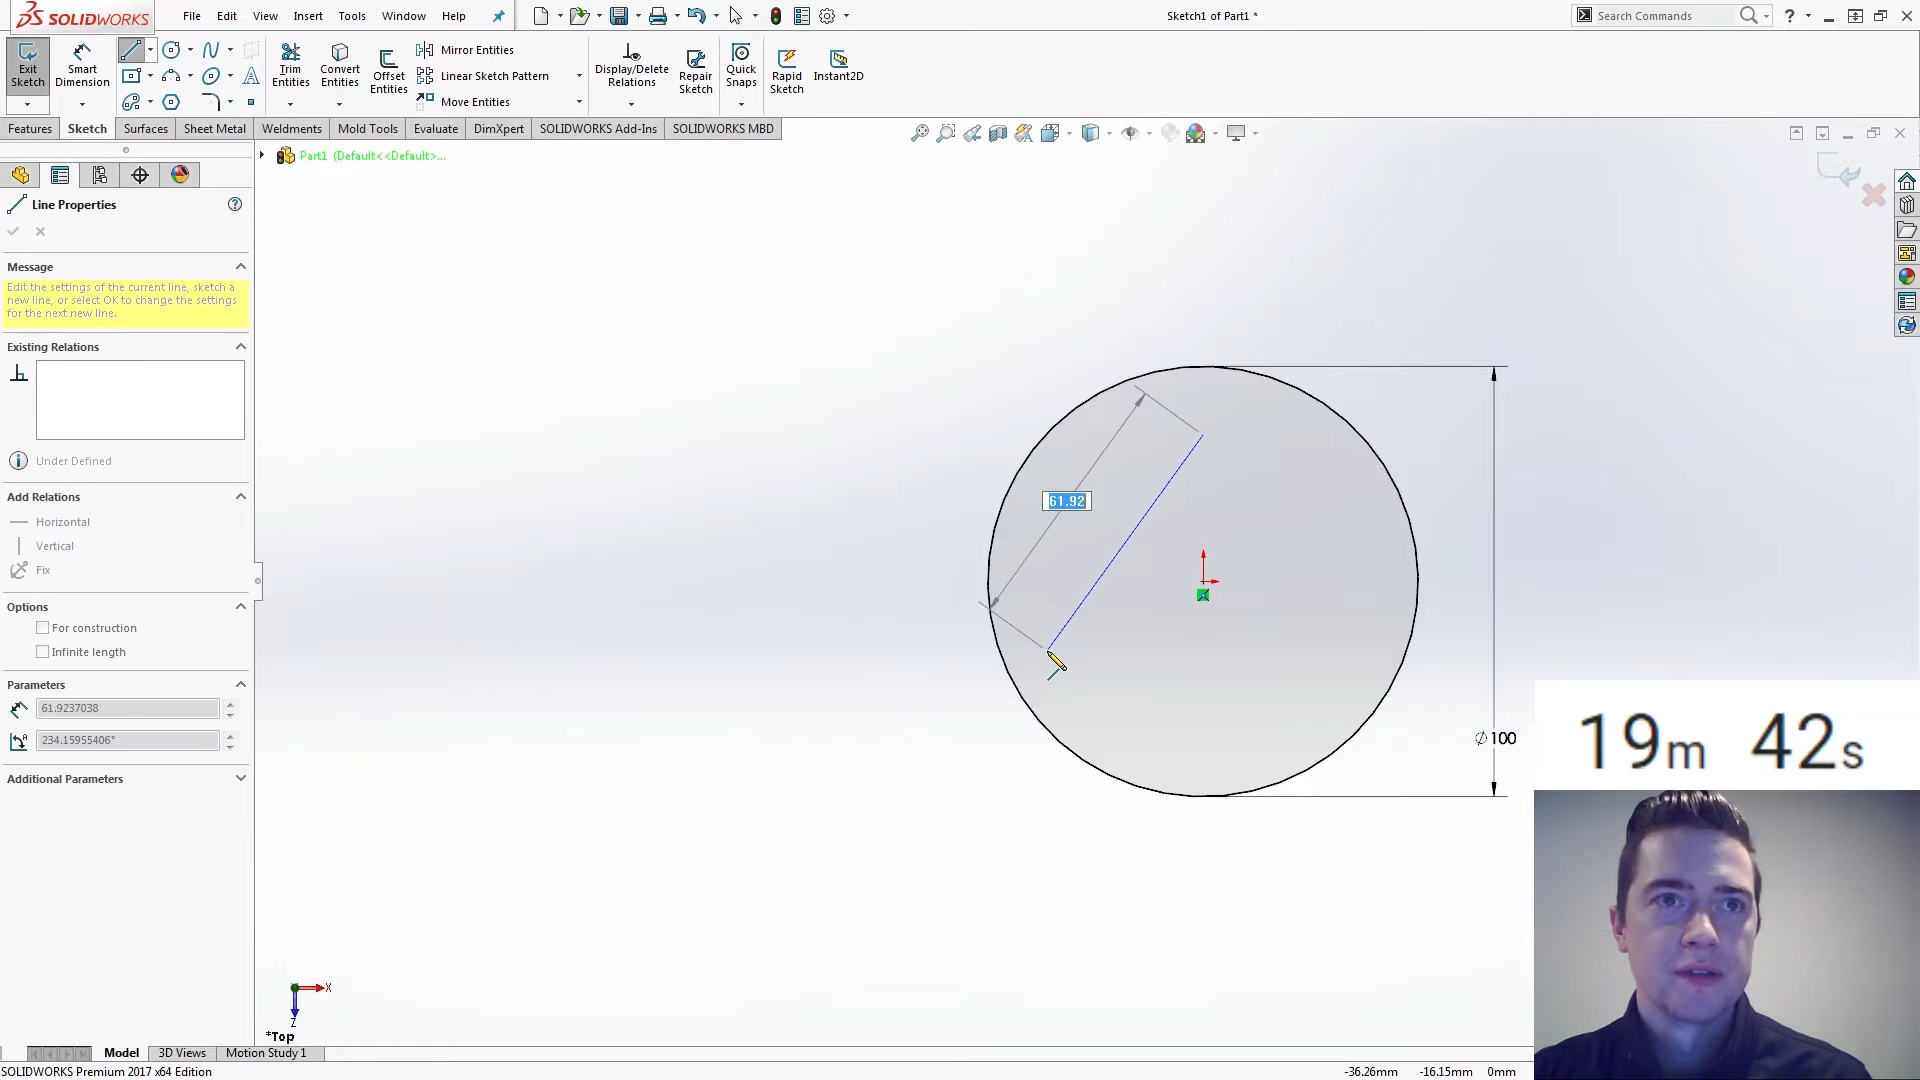 SOLIDWORKS
File Edit View Insert Tools Window Help
Sketch1 of Part1 *
Search Commands
?
Exit Sketch
Smart Dimension
Trim Entities
Convert Entities
Offset Entities
Mirror Entities
Linear Sketch Pattern
Move Entities
Display/Delete Relations
Repair Sketch
Quick Snaps
Rapid Sketch
Instant2D
Features Sketch Surfaces Sheet Metal Weldments Mold Tools Evaluate DimXpert SOLIDWORKS Add-Ins SOLIDWORKS MBD
Part1 (Default<<Default>...
Line Properties
Message
Edit the settings of the current line, sketch a
new line, or select OK to change the settings
for the next new line.
Existing Relations
Under Defined
Add Relations
Horizontal
Vertical
Fix
Options
For construction
Infinite length
Parameters
61.9237038
234.15955406°
Additional Parameters
61.92
∅100
19m 42s
X
Z
*Top
Model 3D Views Motion Study 1
SOLIDWORKS Premium 2017 x64 Edition
-36.26mm -16.15mm 0mm